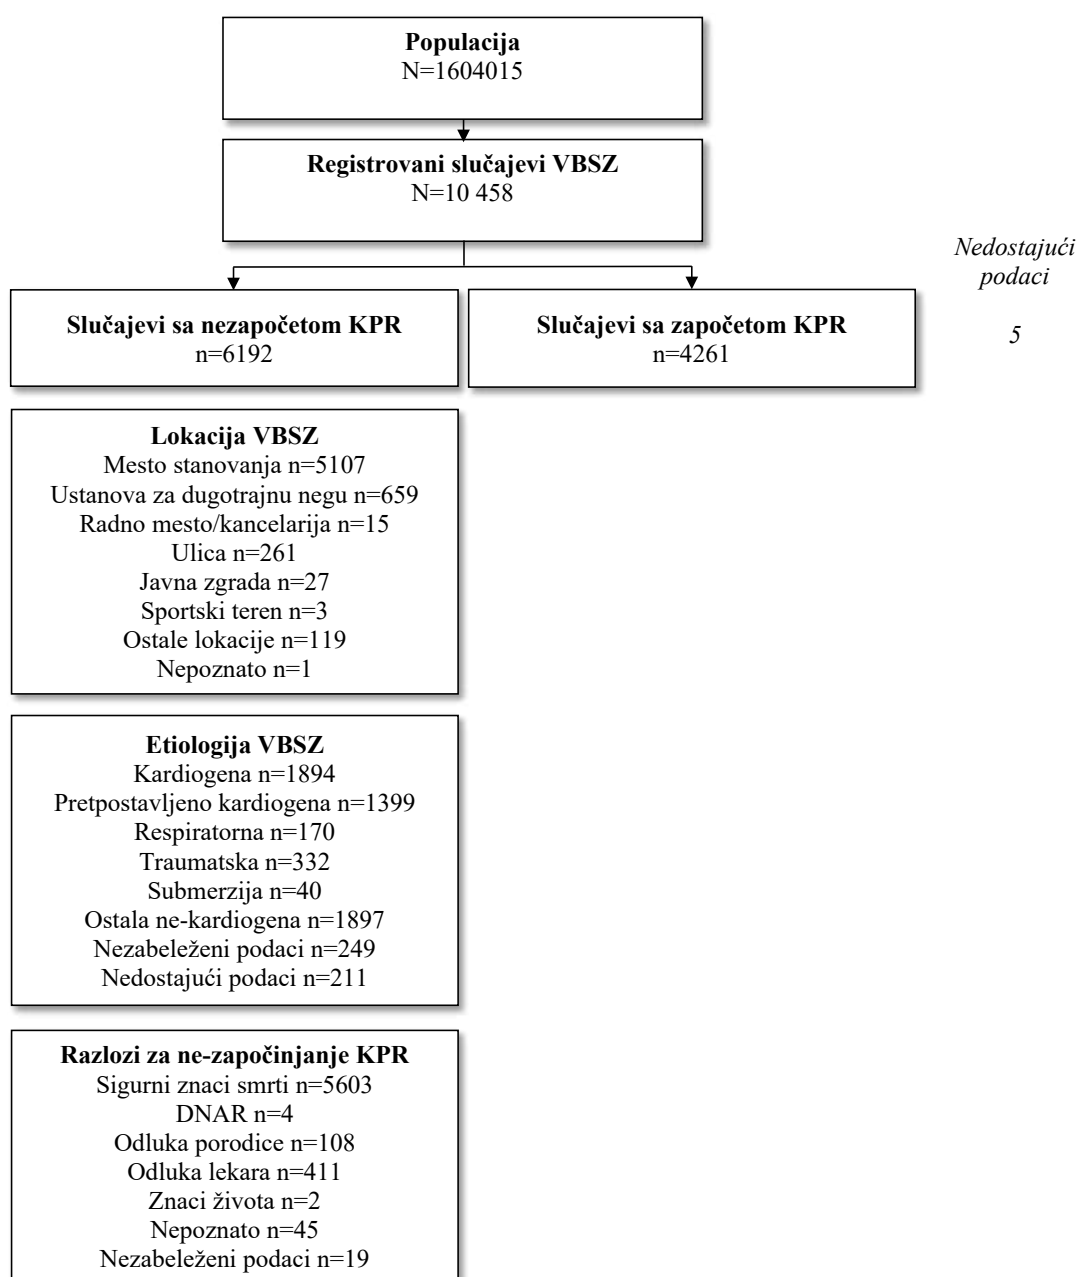 Populacija
N=1604015
Registrovani slučajevi VBSZ
N=10 458
Nedostajući
podaci
Slučajevi sa nezapočetom KPR
n=6192
Slučajevi sa započetom KPR
n=4261
5
Lokacija VBSZ
Mesto stanovanja n=5107
Ustanova za dugotrajnu negu n=659
Radno mesto/kancelarija n=15
Ulica n=261
Javna zgrada n=27
Sportski teren n=3
Ostale lokacije n=119
Nepoznato n=1
Etiologija VBSZ
Kardiogena n=1894
Pretpostavljeno kardiogena n=1399
Respiratorna n=170
Traumatska n=332
Submerzija n=40
Ostala ne-kardiogena n=1897
Nezabeleženi podaci n=249
Nedostajući podaci n=211
Razlozi za ne-započinjanje KPR
Sigurni znaci smrti n=5603
DNAR n=4
Odluka porodice n=108
Odluka lekara n=411
Znaci života n=2
Nepoznato n=45
Nezabeleženi podaci n=19